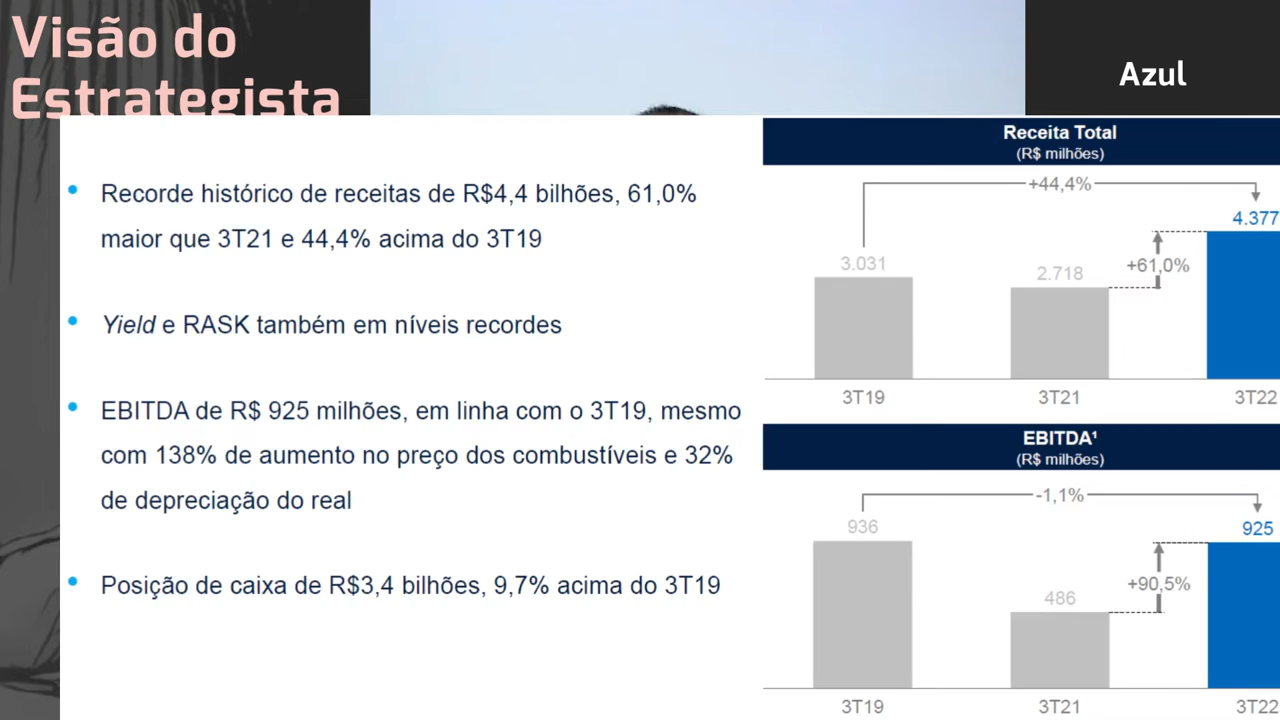 Visão do
Estrategista
Azul
Recorde histórico de receitas de R$4,4 bilhões, 61,0%
maior que 3T21 e 44,4% acima do 3T19
Yield e RASK também em níveis recordes
EBITDA de R$ 925 milhões, em linha com o 3T19, mesmo
com 138% de aumento no preço dos combustíveis e 32%
de depreciação do real
Posição de caixa de R$3,4 bilhões, 9,7% acima do 3T19
Receita Total
(R$ milhões)
+44,4%
4.377
3.031
2.718
+61,0%
3T19
3T21
3T22
EBITDA¹
(R$ milhões)
-1,1%
936
925
486
+90,5%
3T19
3T21
3T22